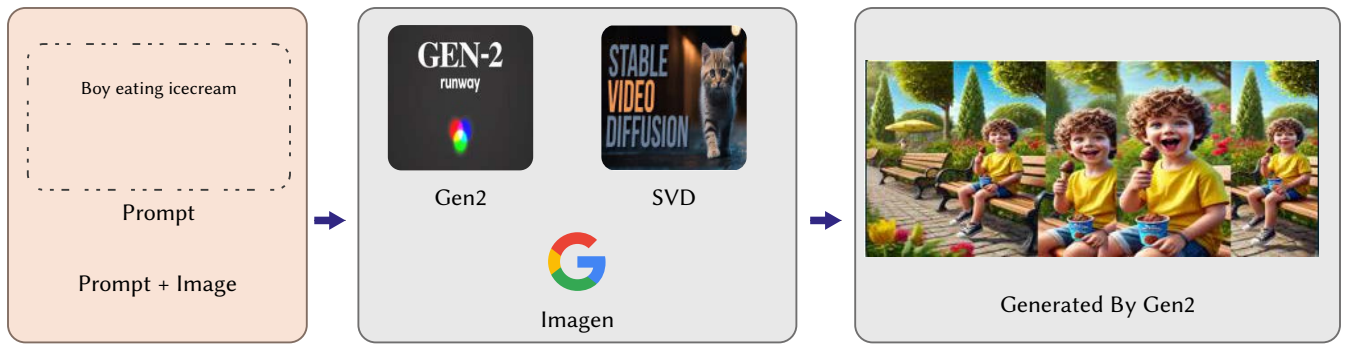 Boy eating icecream
Prompt
Prompt + Image
GEN-2
runway
Gen2
STABLE
VIDEO
DIFFUSION
SVD
Imagen
Generated By Gen2